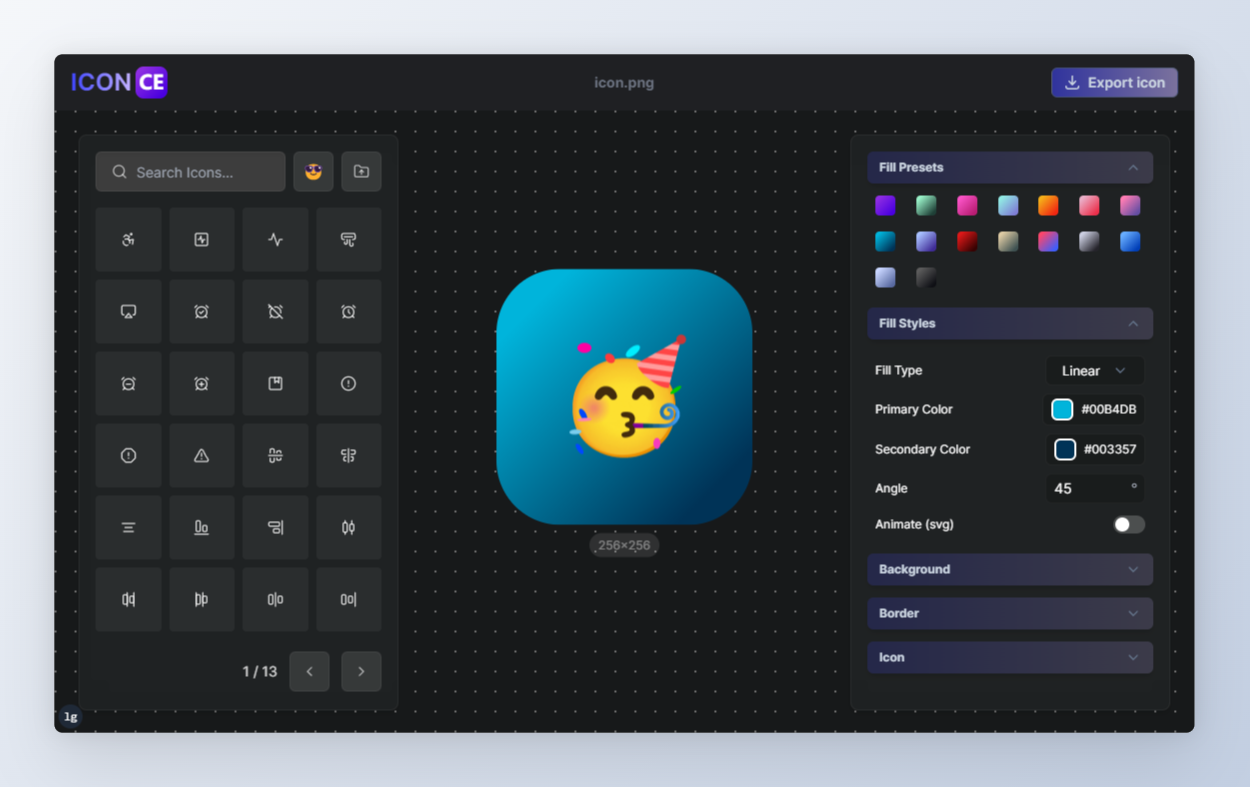 ICON CE
icon.png
Export icon
Search Icons...
1 / 13
1g
256×256
Fill Presets
Fill Styles
Fill Type
Linear
Primary Color
#00B4DB
Secondary Color
#003357
Angle
45 °
Animate (svg)
Background
Border
Icon